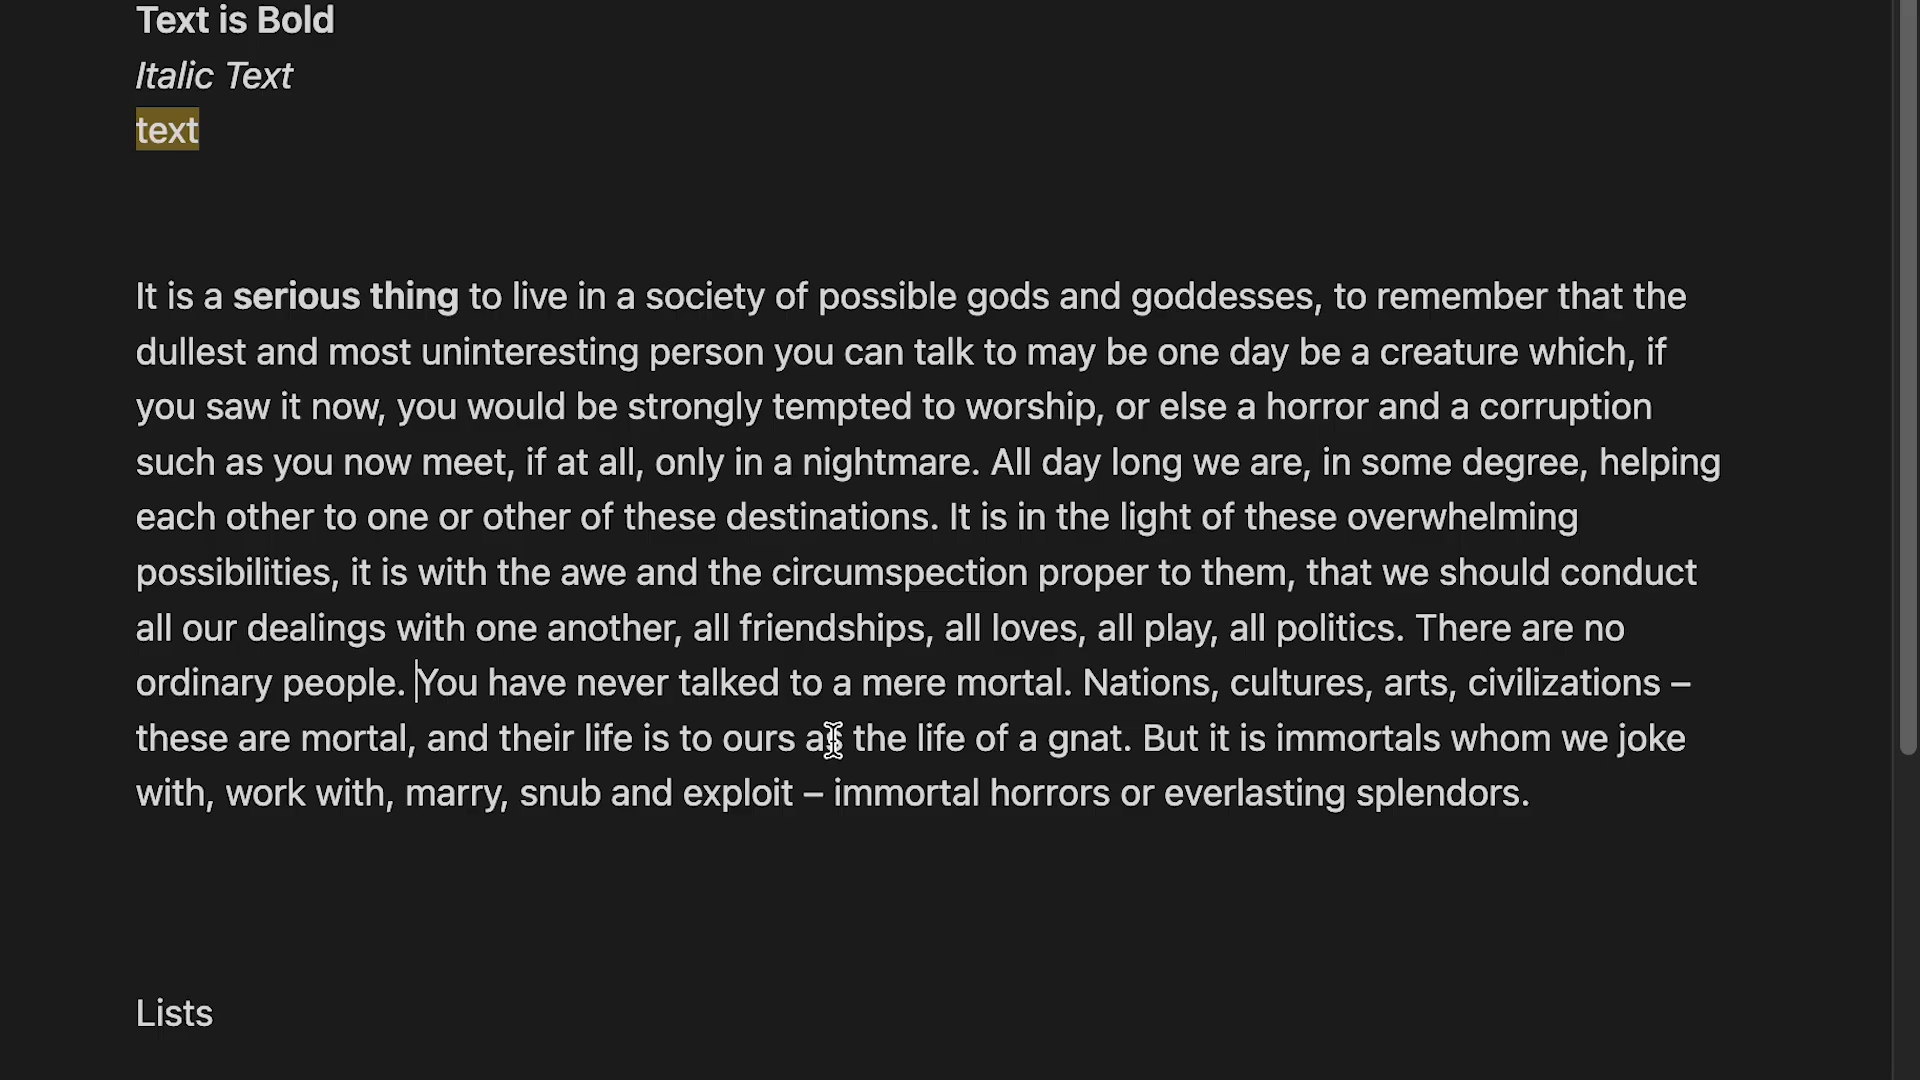 Text is Bold
Italic Text
text
It is a serious thing to live in a society of possible gods and goddesses, to remember that the
dullest and most uninteresting person you can talk to may be one day be a creature which, if
you saw it now, you would be strongly tempted to worship, or else a horror and a corruption
such as you now meet, if at all, only in a nightmare. All day long we are, in some degree, helping
each other to one or other of these destinations. It is in the light of these overwhelming
possibilities, it is with the awe and the circumspection proper to them, that we should conduct
all our dealings with one another, all friendships, all loves, all play, all politics. There are no
ordinary people. You have never talked to a mere mortal. Nations, cultures, arts, civilizations –
these are mortal, and their life is to ours as the life of a gnat. But it is immortals whom we joke
with, work with, marry, snub and exploit – immortal horrors or everlasting splendors.
Lists